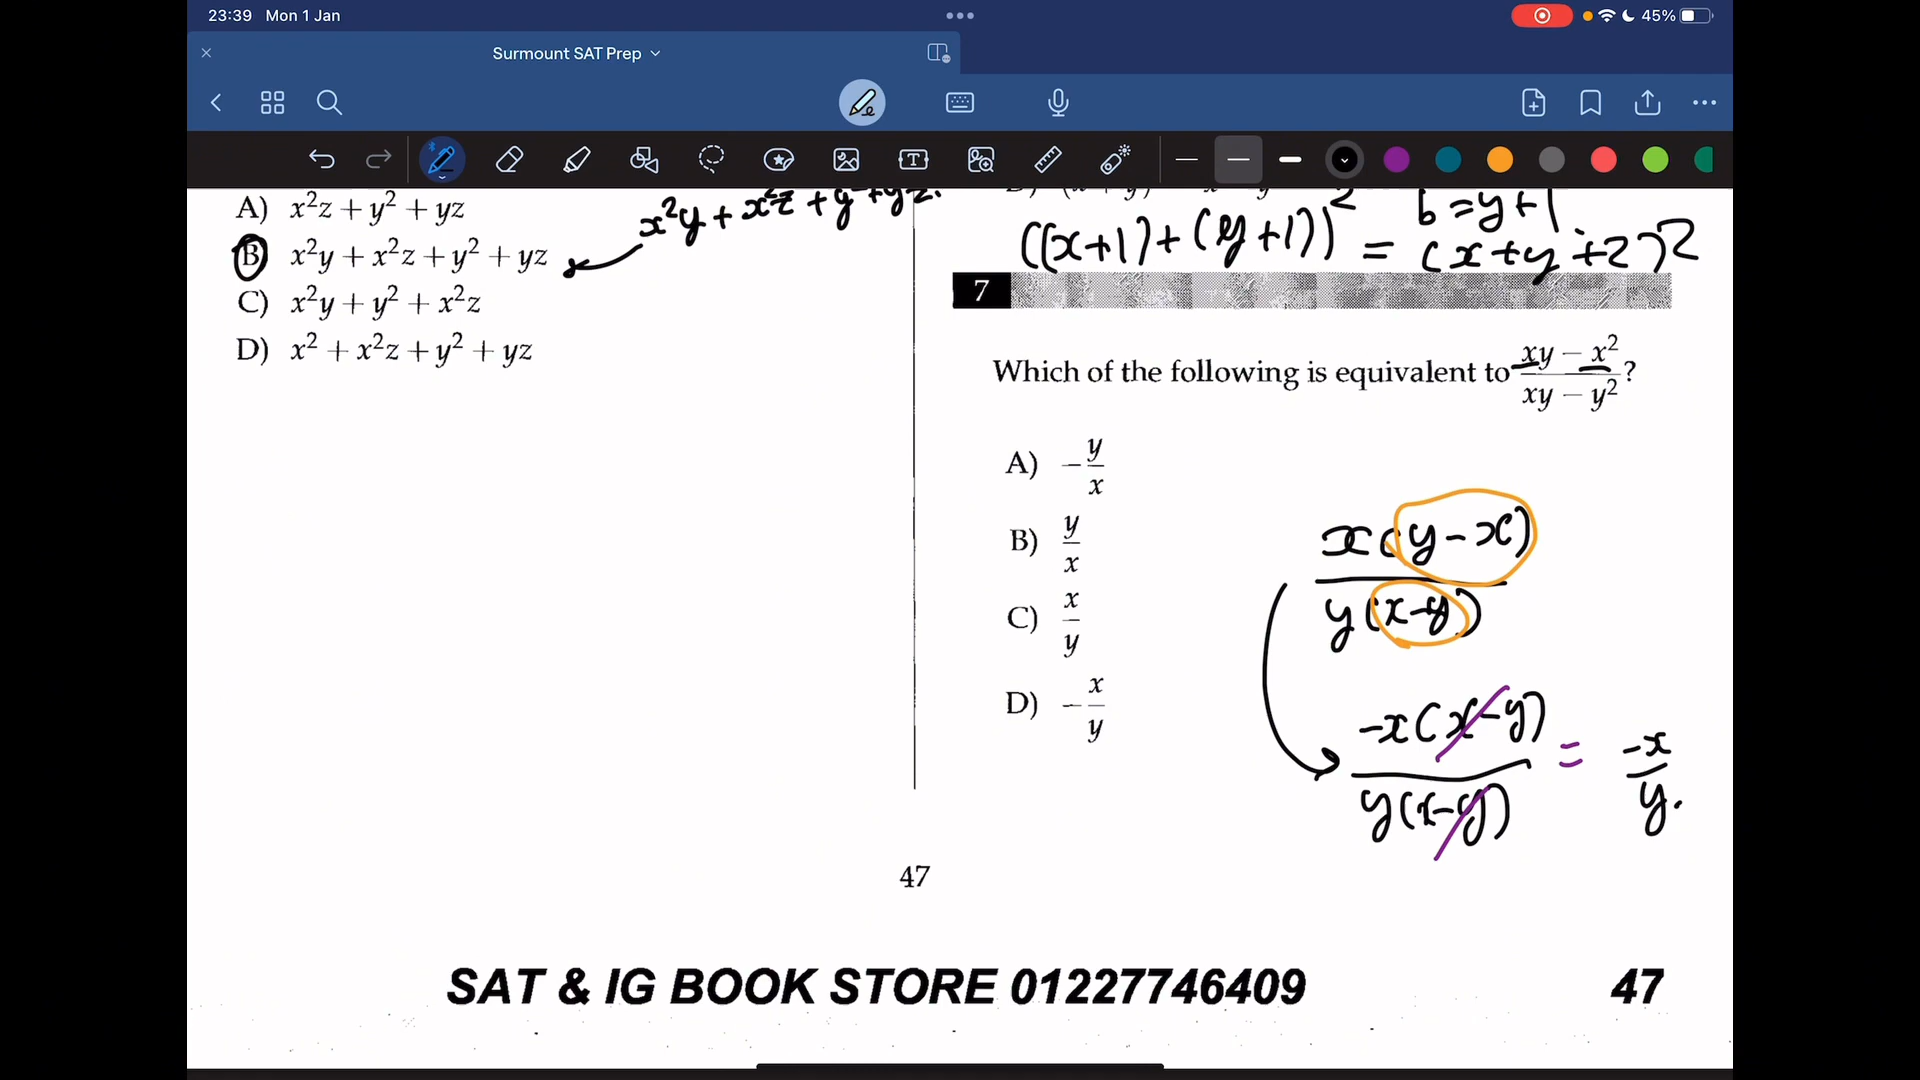 23:39 Mon 1 Jan
45%
Surmount SAT Prep
A) x²z + y² + yz
B) x²y + x²z + y² + yz
C) x²y + y² + x²z
D) x² + x²z + y² + yz
x²y + x²z + y² + yz.
b = y+1
((x+1)+(y+1))² = (x+y+2)²
7
Which of the following is equivalent to (xy − x²)/(xy − y²)?
A) −y/x
B) y/x
C) x/y
D) −x/y
x(y−x)
y(x−y)
−x(x−y)
y(x−y)
= −x/y.
47
SAT & IG BOOK STORE 01227746409 47